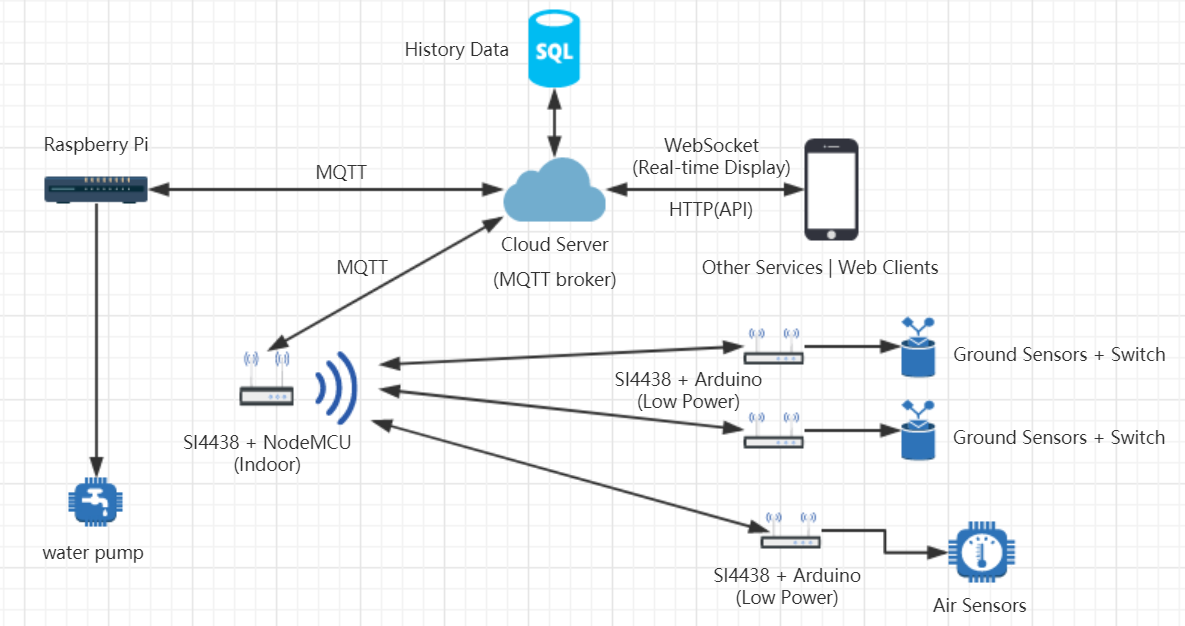 History Data
SQL
Raspberry Pi
MQTT
WebSocket
(Real-time Display)
HTTP(API)
Cloud Server
(MQTT broker)
Other Services | Web Clients
MQTT
SI4438 + Arduino
(Low Power)
Ground Sensors + Switch
Ground Sensors + Switch
SI4438 + NodeMCU
(Indoor)
water pump
SI4438 + Arduino
(Low Power)
Air Sensors